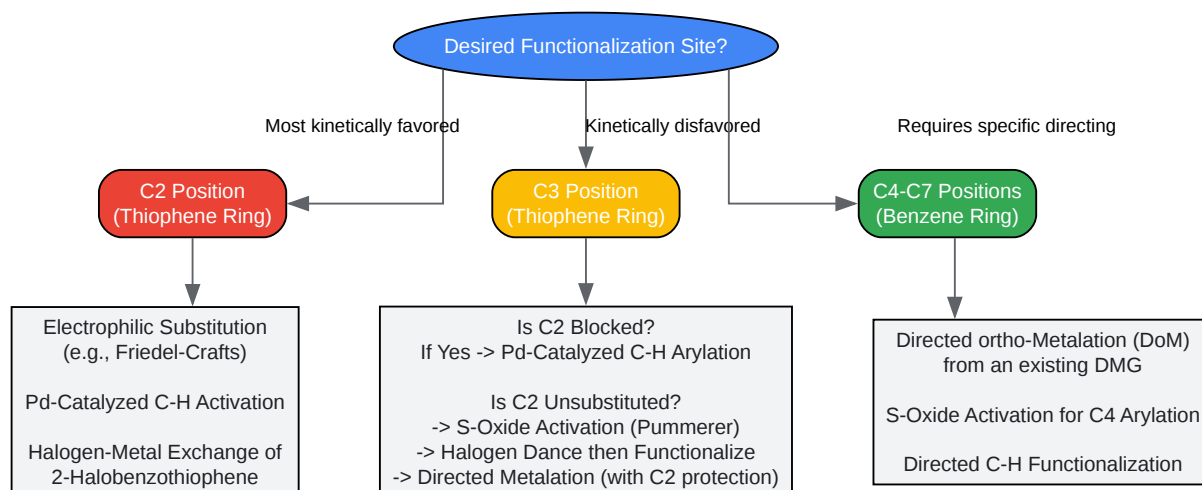 Desired Functionalization Site?
Most kinetically favored
Kinetically disfavored
Requires specific directing
C2 Position
(Thiophene Ring)
C3 Position
(Thiophene Ring)
C4-C7 Positions
(Benzene Ring)
Electrophilic Substitution
(e.g., Friedel-Crafts)
Pd-Catalyzed C-H Activation
Halogen-Metal Exchange of
2-Halobenzothiophene
Is C2 Blocked?
If Yes -> Pd-Catalyzed C-H Arylation
Is C2 Unsubstituted?
-> S-Oxide Activation (Pummerer)
-> Halogen Dance then Functionalize
-> Directed Metalation (with C2 protection)
Directed ortho-Metalation (DoM)
from an existing DMG
S-Oxide Activation for C4 Arylation
Directed C-H Functionalization